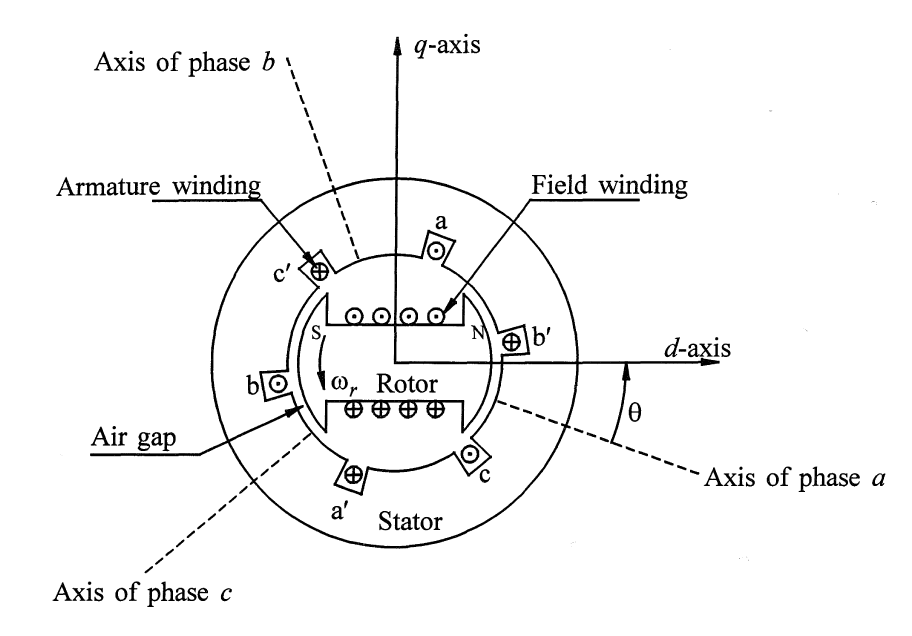 q-axis
Axis of phase b
Armature winding
Field winding
a
c′
S
N
b′
d-axis
b
ωr
Rotor
θ
Air gap
c
Axis of phase a
a′
Stator
Axis of phase c